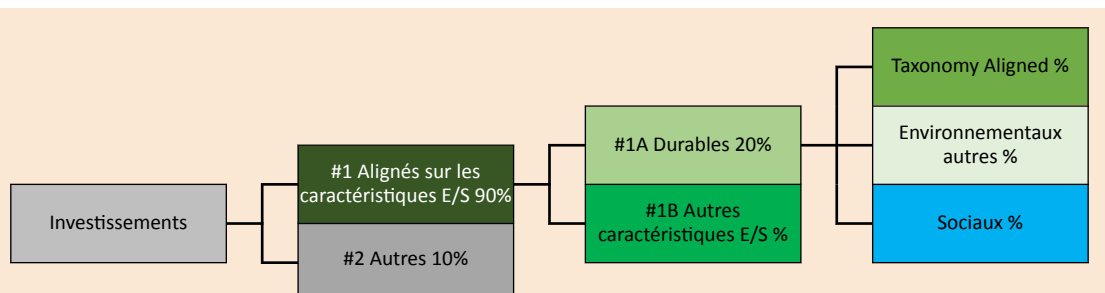 Investissements
#1 Alignés sur les
caractéristiques E/S 90%
#2 Autres 10%
#1A Durables 20%
#1B Autres
caractéristiques E/S %
Taxonomy Aligned %
Environnementaux
autres %
Sociaux %